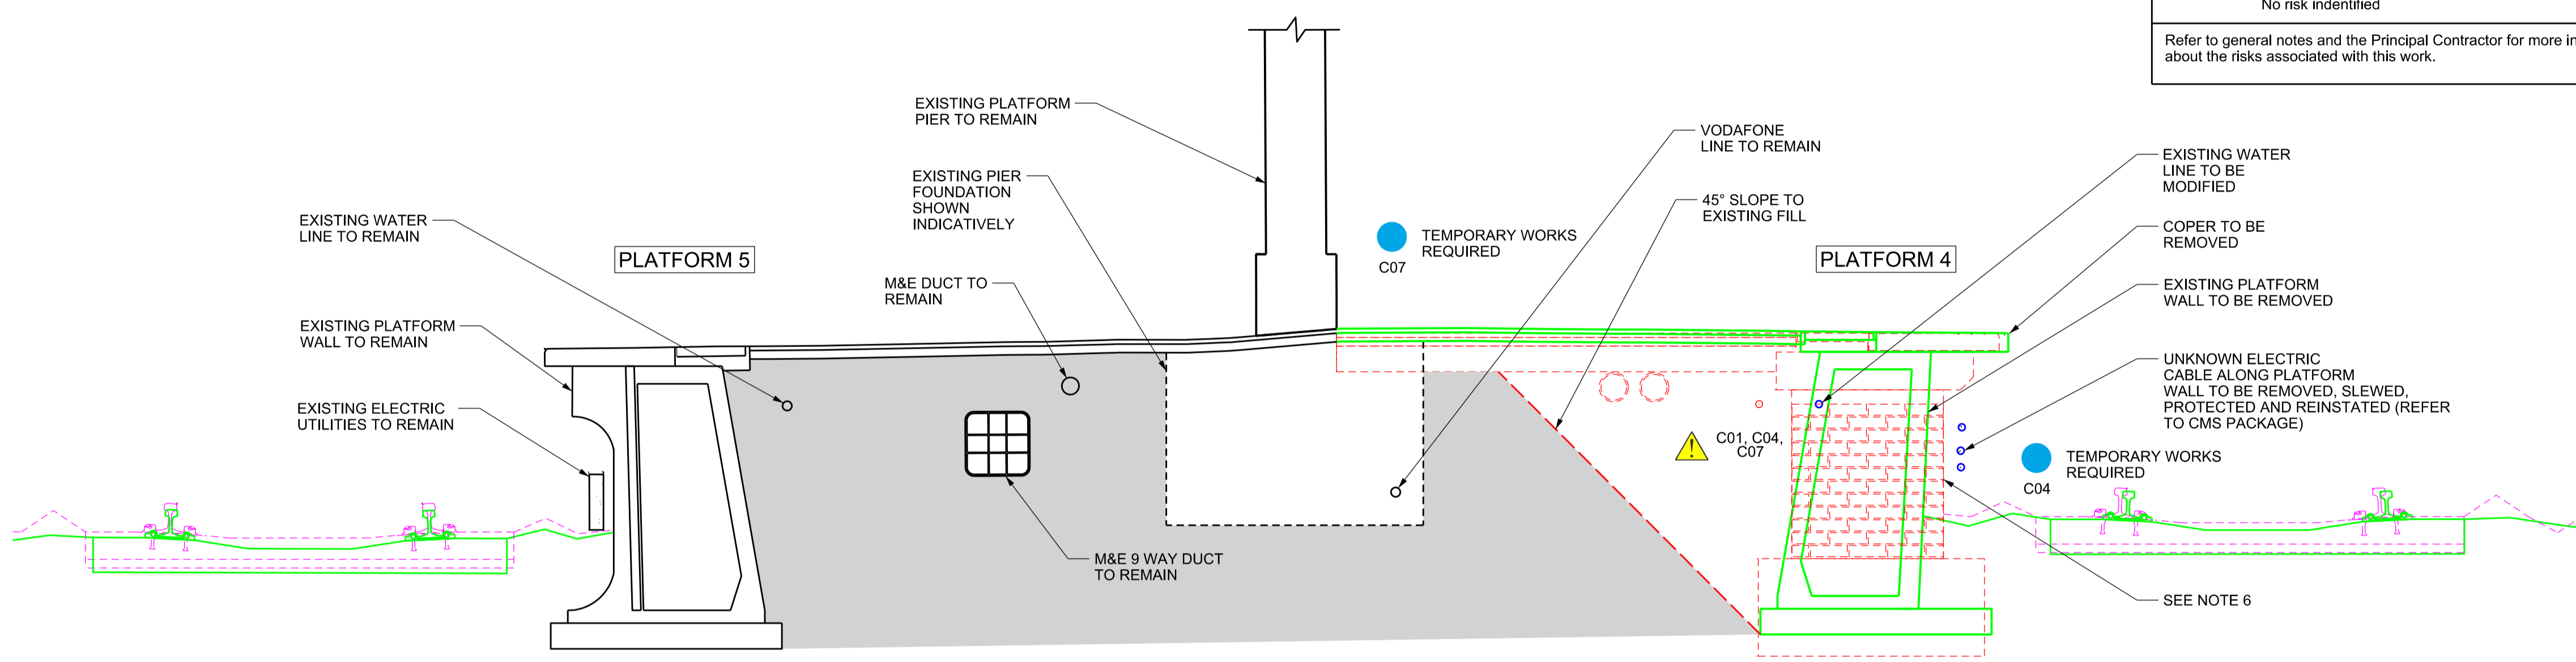 No risk indentified
Refer to general notes and the Principal Contractor for more in
about the risks associated with this work.
EXISTING PLATFORM
PIER TO REMAIN
VODAFONE
LINE TO REMAIN
EXISTING WATER
LINE TO BE
MODIFIED
EXISTING PIER
FOUNDATION
SHOWN
INDICATIVELY
45° SLOPE TO
EXISTING FILL
EXISTING WATER
LINE TO REMAIN
COPER TO BE
REMOVED
TEMPORARY WORKS
REQUIRED
C07
PLATFORM 5
PLATFORM 4
M&E DUCT TO
REMAIN
EXISTING PLATFORM
WALL TO BE REMOVED
EXISTING PLATFORM
WALL TO REMAIN
UNKNOWN ELECTRIC
CABLE ALONG PLATFORM
WALL TO BE REMOVED, SLEWED,
PROTECTED AND REINSTATED (REFER
TO CMS PACKAGE)
EXISTING ELECTRIC
UTILITIES TO REMAIN
!
C01, C04,
C07
TEMPORARY WORKS
REQUIRED
C04
M&E 9 WAY DUCT
TO REMAIN
SEE NOTE 6